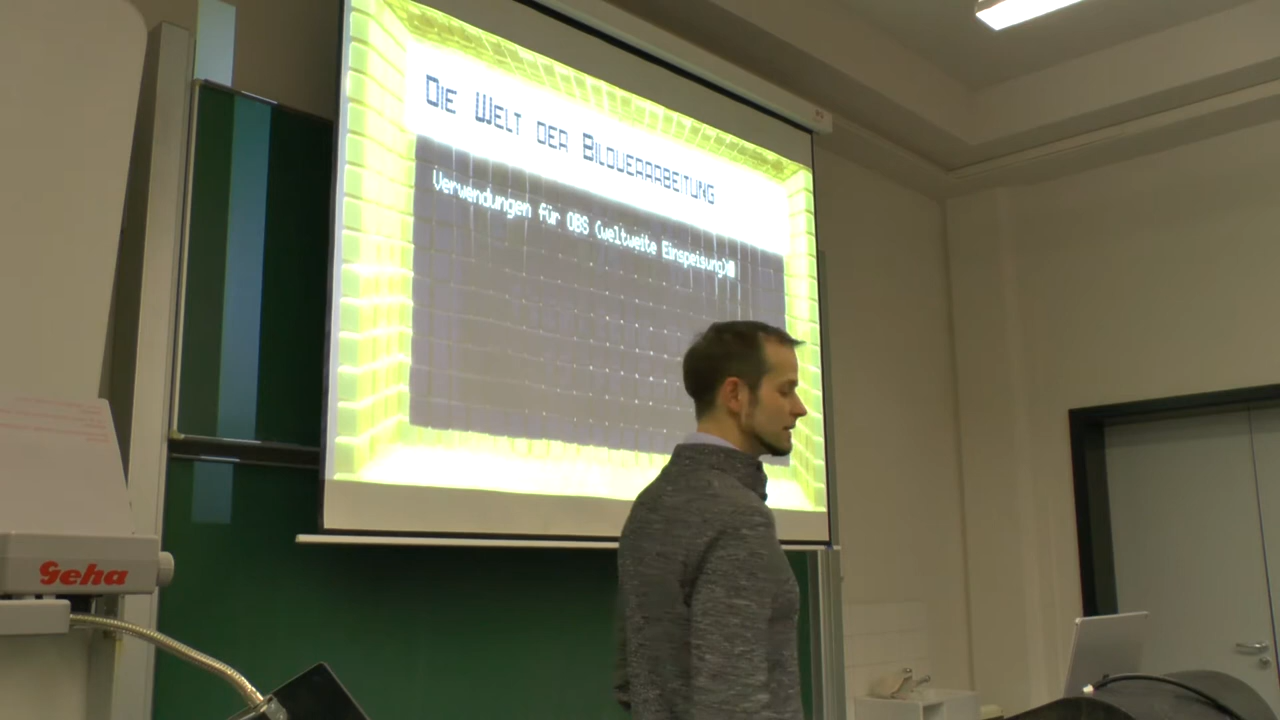 Die Welt der Bildverarbeitung
Verwendungen für OBS (weltweite Einspeisung)
Geha